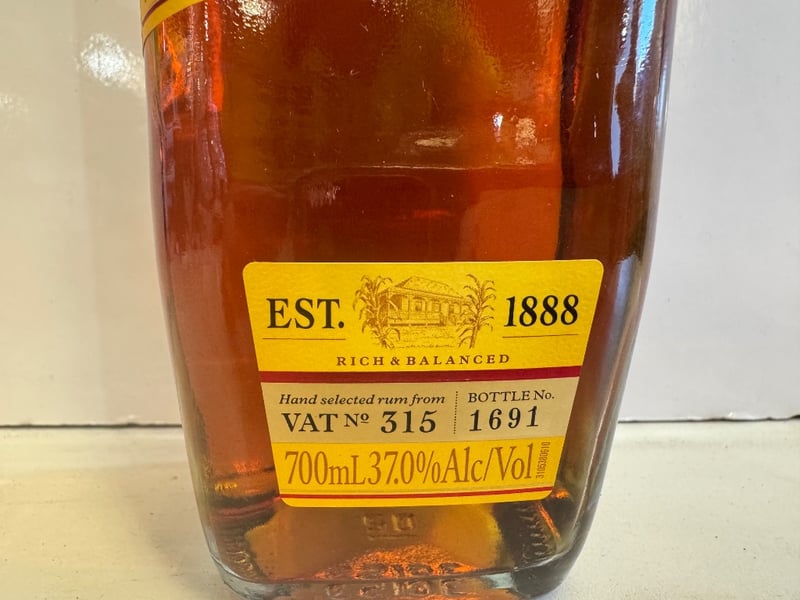 EST. 1888
RICH & BALANCED
Hand selected rum from
VAT Nº 315
BOTTLE No.
1691
700mL 37.0%Alc/Vol